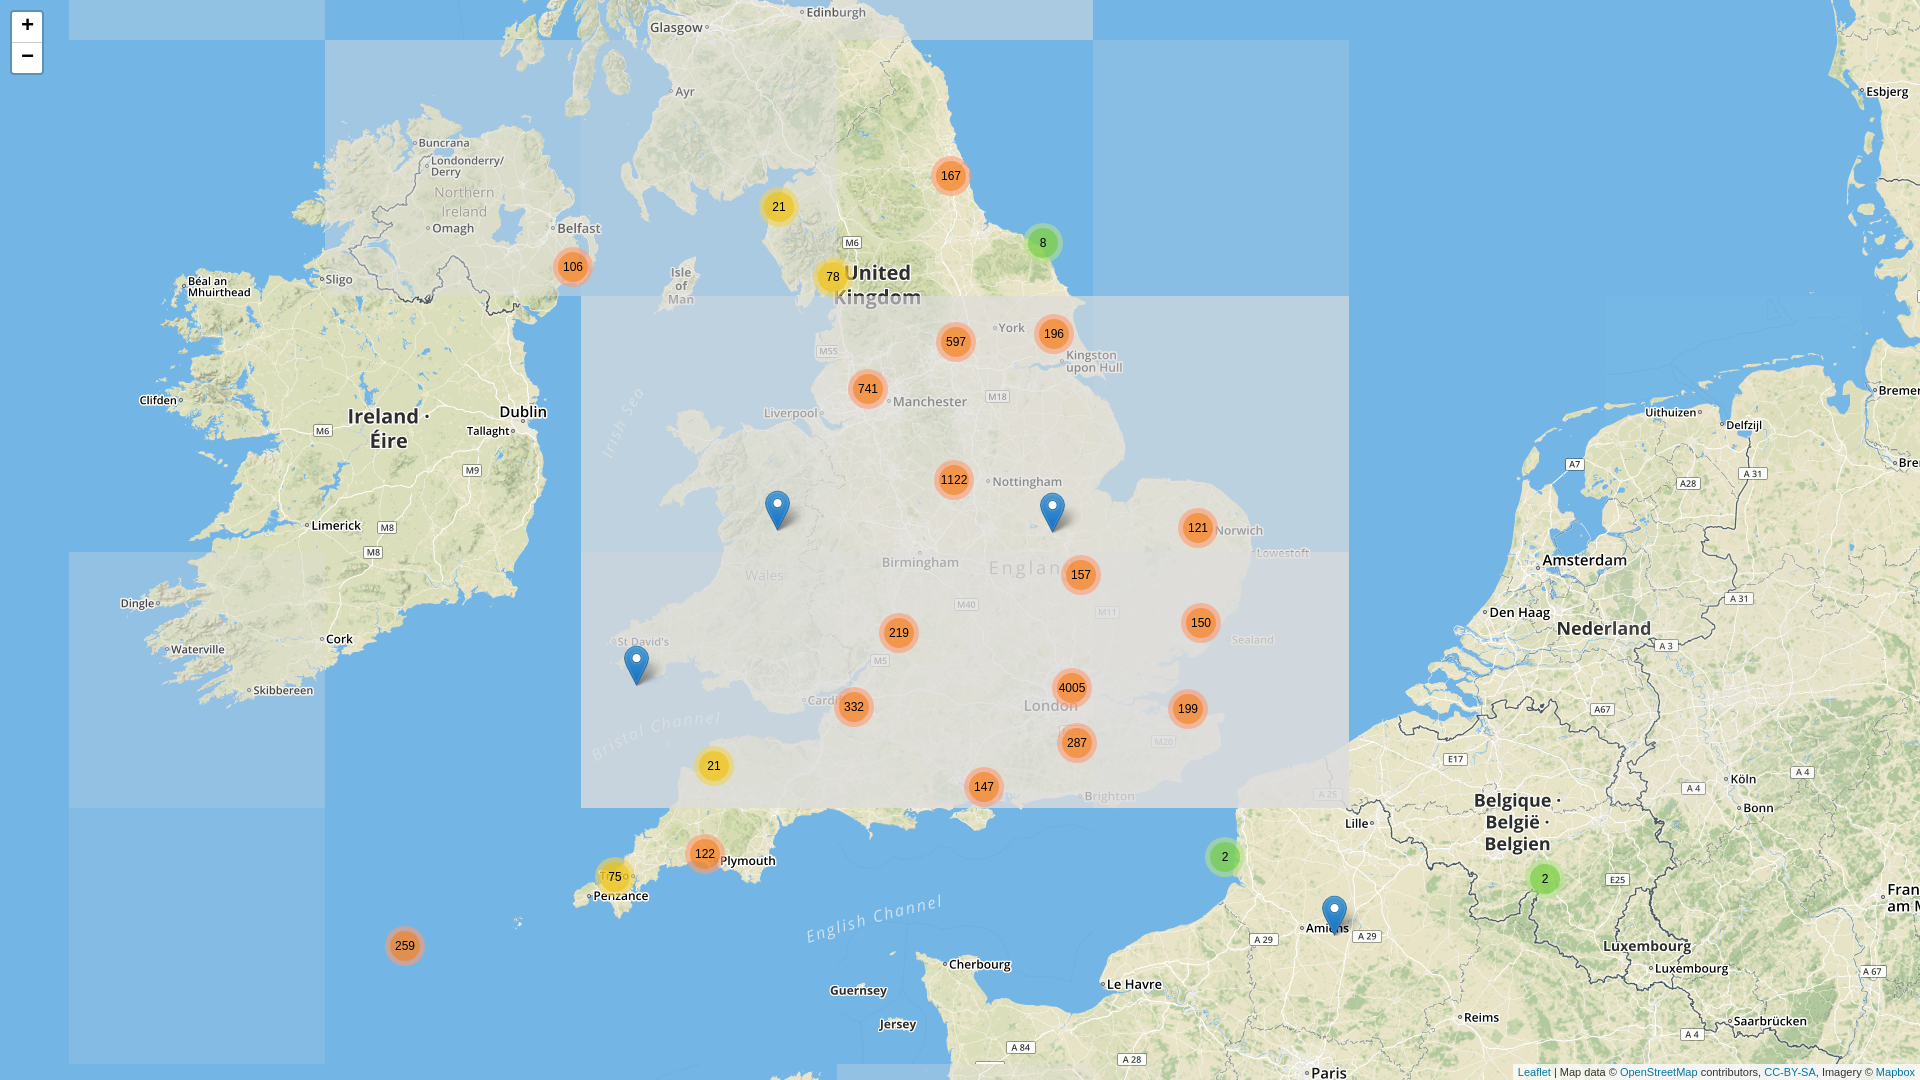 +
−
Glasgow
Edinburgh
Ayr
Esbjerg
Buncrana
Londonderry/
Derry
Northern
Ireland
Omagh
Belfast
167
21
M6
8
106
78
United
Kingdom
Isle
of
Man
Sligo
Béal an
Mhuirthead
York
196
597
M55
Kingston
upon Hull
741
Manchester
M18
Liverpool
Irish Sea
Clifden
Ireland ·
Éire
Dublin
Tallaght
M6
M9
Uithuizen
Delfzijl
A7
A 31
A28
1122
Nottingham
Limerick
M8
M8
121
Norwich
Lowestoft
Birmingham
Englan
157
Wales
Amsterdam
Den Haag
Nederland
A 31
A 3
Dingle
Cork
Waterville
Skibbereen
M40
M11
219
150
Sealand
St David's
M5
4005
London
199
332
287
M20
Bristol Channel
21
147
Brighton
A 25
A67
E17
Köln
A 4
A 4
Bonn
Belgique ·
België ·
Belgien
Lille
122
Plymouth
75
Penzance
2
2
E25
English Channel
259
Amiens
A 29
A 29
Luxembourg
Luxembourg
A 67
Cherbourg
Le Havre
Guernsey
Jersey
Reims
Saarbrücken
A 84
A 28
A 4
Paris
Leaflet | Map data © OpenStreetMap contributors, CC-BY-SA, Imagery © Mapbox